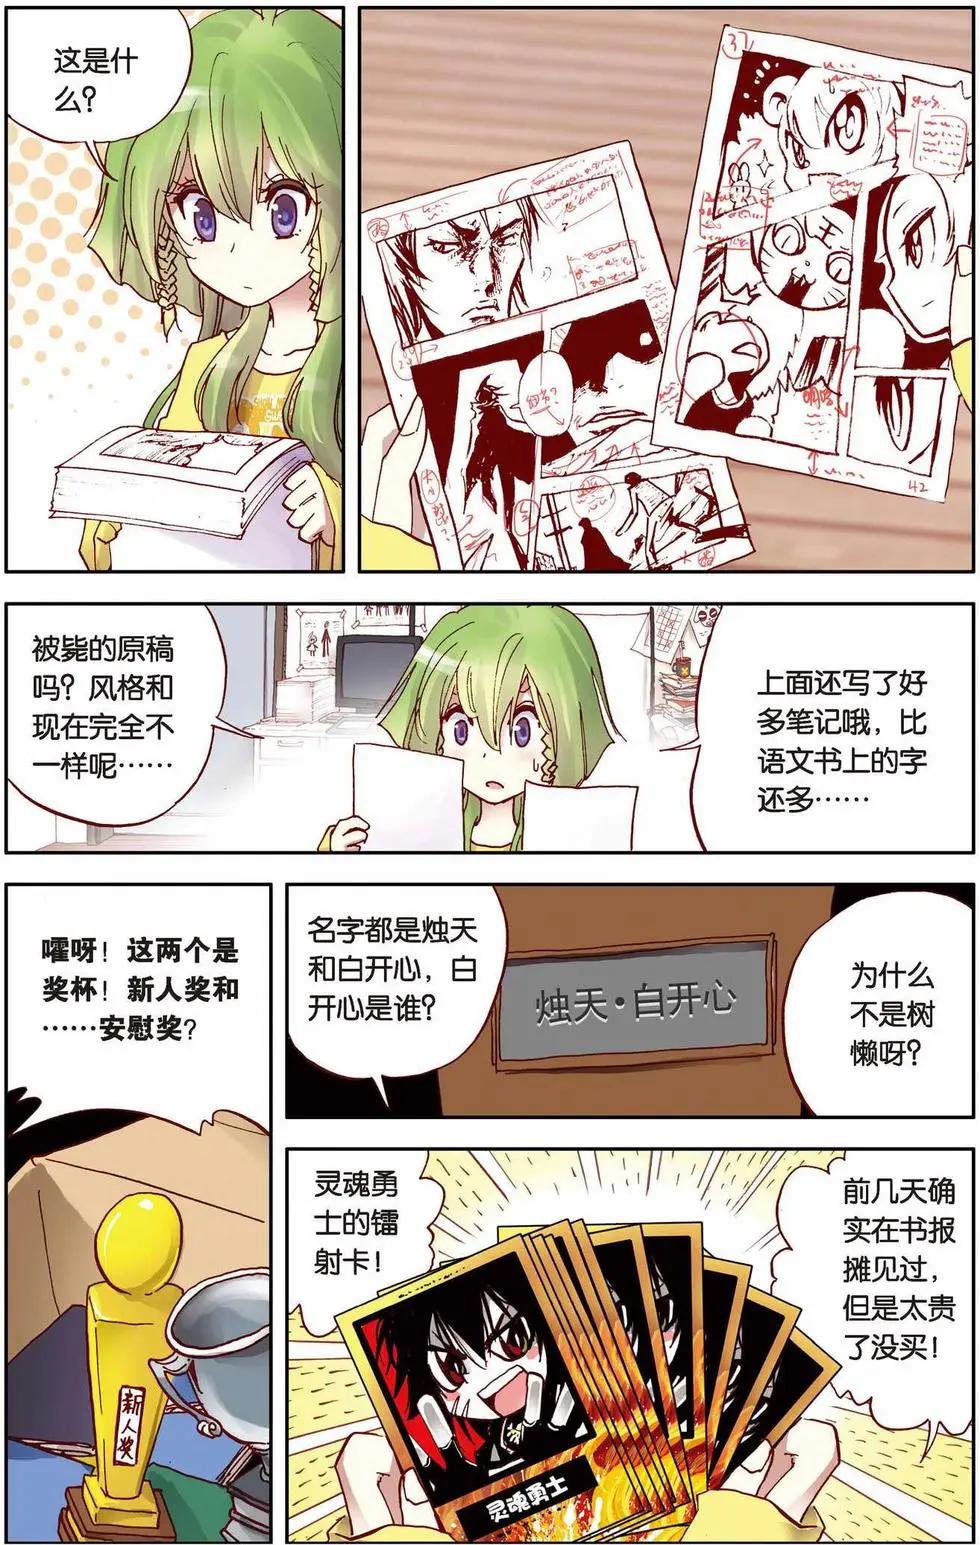 这是什
么？
37
42
被毙的原稿
吗？风格和
现在完全不
一样呢……
上面还写了好
多笔记哦，比
语文书上的字
还多……
嚯呀！这两个是
奖杯！新人奖和
……安慰奖？
新人奖
名字都是烛天
和白开心，白
开心是谁？
烛天·白开心
为什么
不是树
懒呀？
灵魂勇
士的镭
射卡！
前几天确
实在书报
摊见过，
但是太贵
了没买！
灵魂勇士